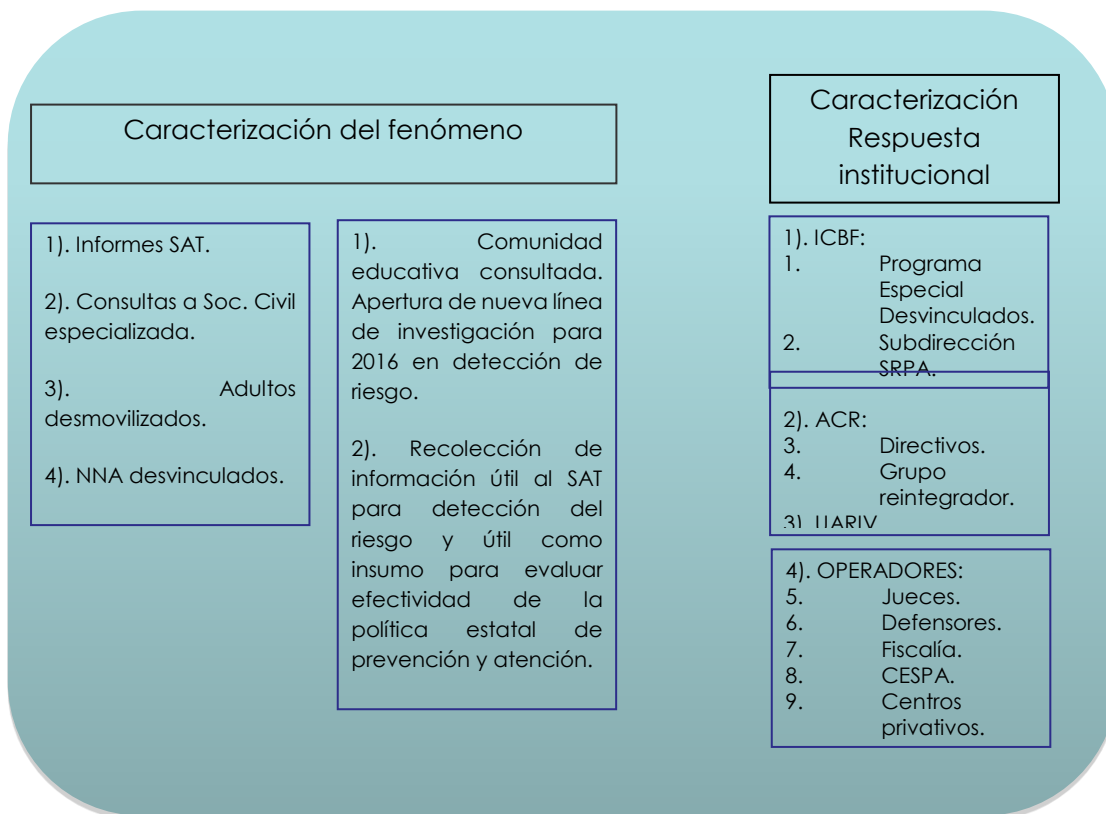 Caracterización del fenómeno
1). Informes SAT.
2). Consultas a Soc. Civil
especializada.
3). Adultos
desmovilizados.
4). NNA desvinculados.
1). Comunidad
educativa consultada.
Apertura de nueva línea
de investigación para
2016 en detección de
riesgo.
2). Recolección de
información útil al SAT
para detección del
riesgo y útil como
insumo para evaluar
efectividad de la
política estatal de
prevención y atención.
Caracterización
Respuesta
institucional
1). ICBF:
1. Programa
Especial
Desvinculados.
2. Subdirección
SRPA.
2). ACR:
3. Directivos.
4. Grupo
reintegrador.
3). UARIV
4). OPERADORES:
5. Jueces.
6. Defensores.
7. Fiscalía.
8. CESPA.
9. Centros
privativos.